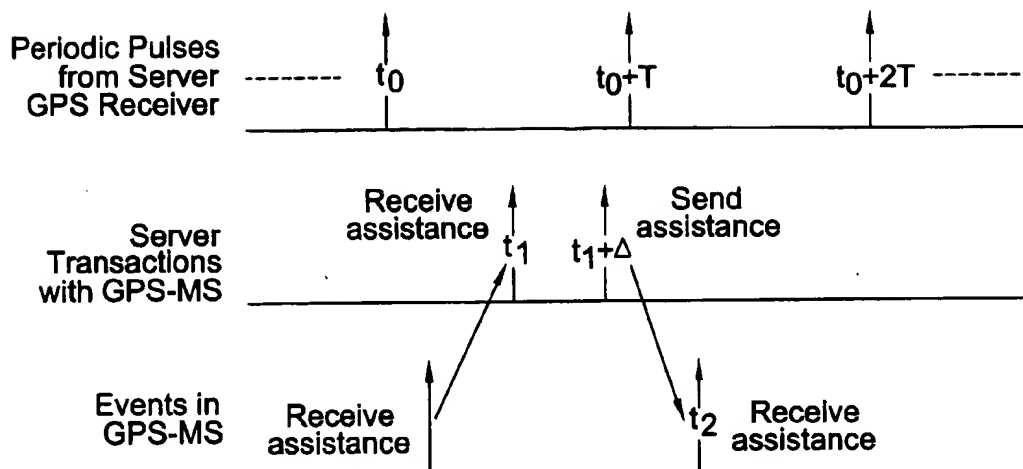 Periodic Pulses
from Server
GPS Receiver
t0
t0+T
t0+2T
Server
Transactions
with GPS-MS
Receive
assistance
t1
t1+Δ
Send
assistance
Events in
GPS-MS
Receive
assistance
t2
Receive
assistance